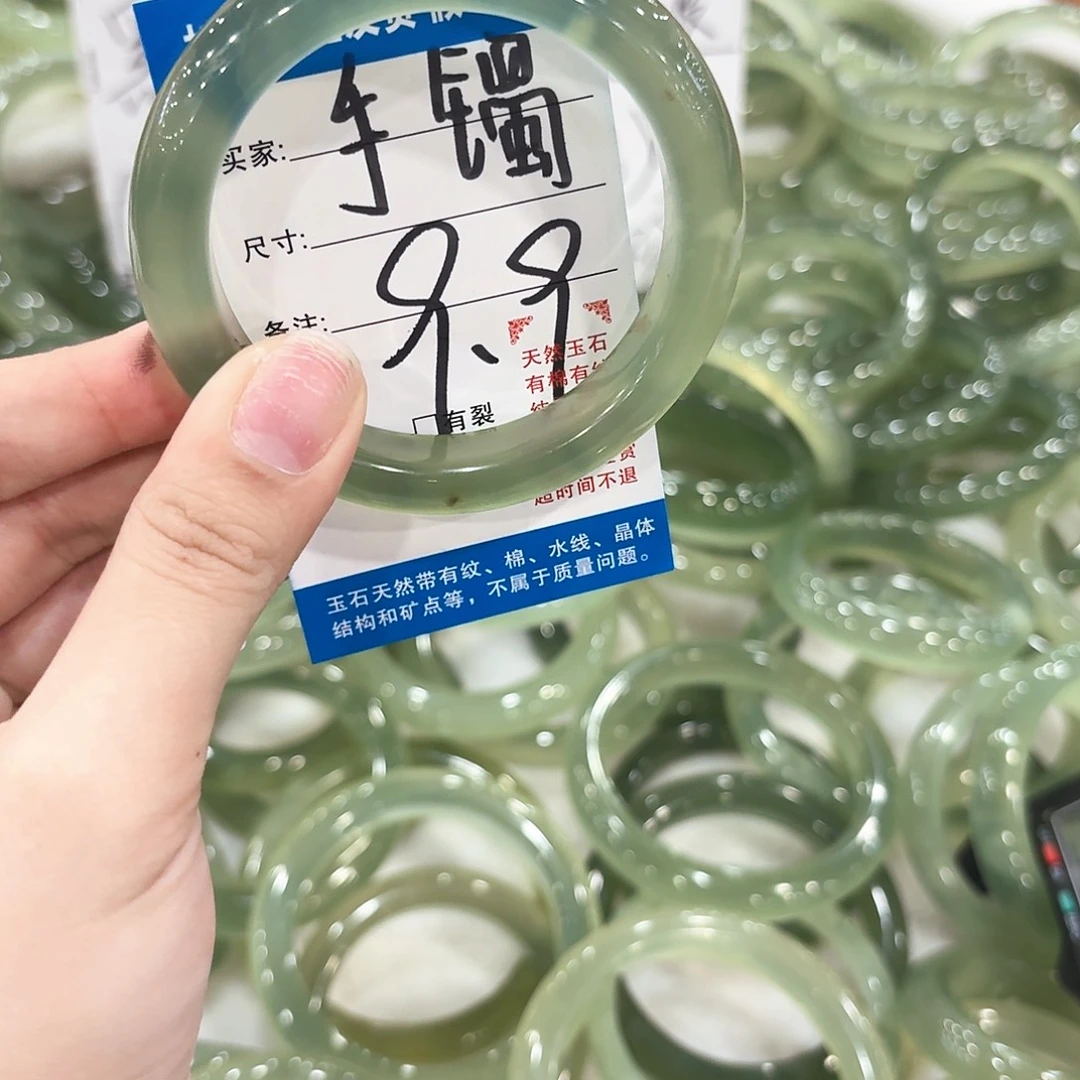 手镯
买家:
尺寸:
9.9
备注:
天然玉石
有棉有纹
有裂
超时间不退
玉石天然带有纹、棉、水线、晶体
结构和矿点等，不属于质量问题。